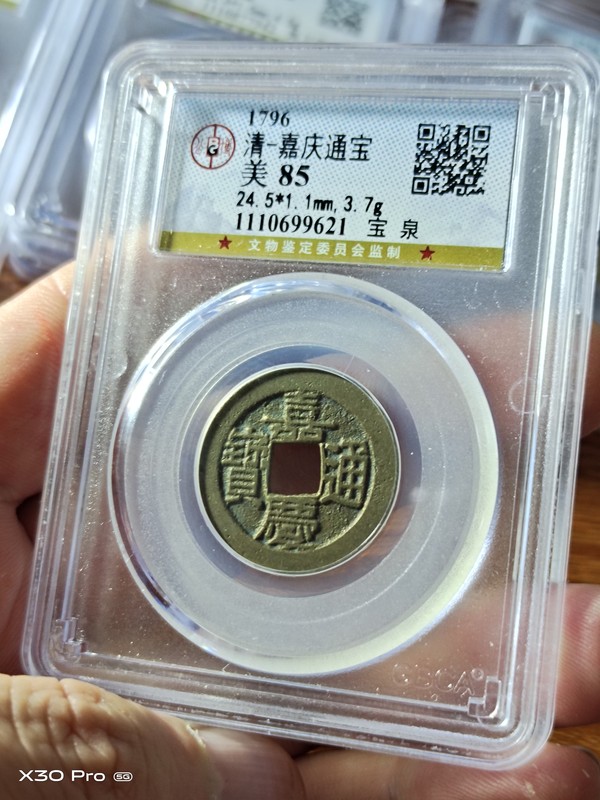 1796
清-嘉庆通宝
美 85
24.5*1.1mm,3.7g
1110699621 宝 泉
★ 文物鉴定委员会监制 ★
G
嘉慶通寶
GBCA
X30 Pro 5G